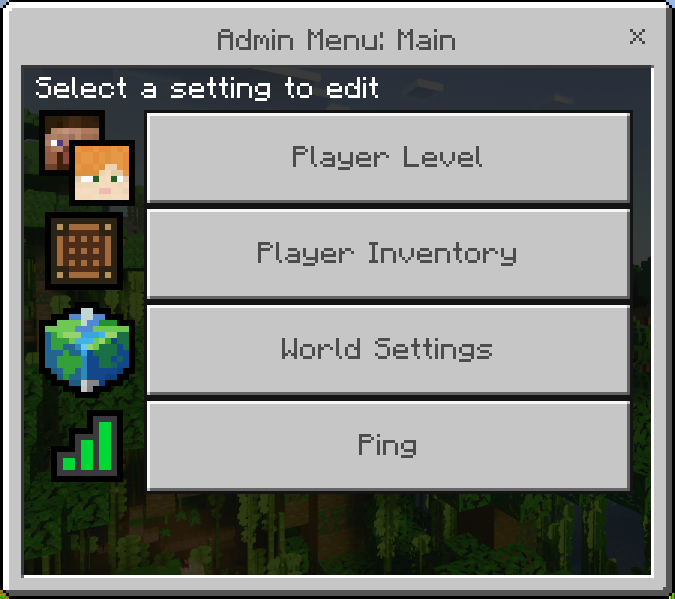 Admin Menu: Main
Select a setting to edit
Player Level
Player Inventory
World Settings
Ping